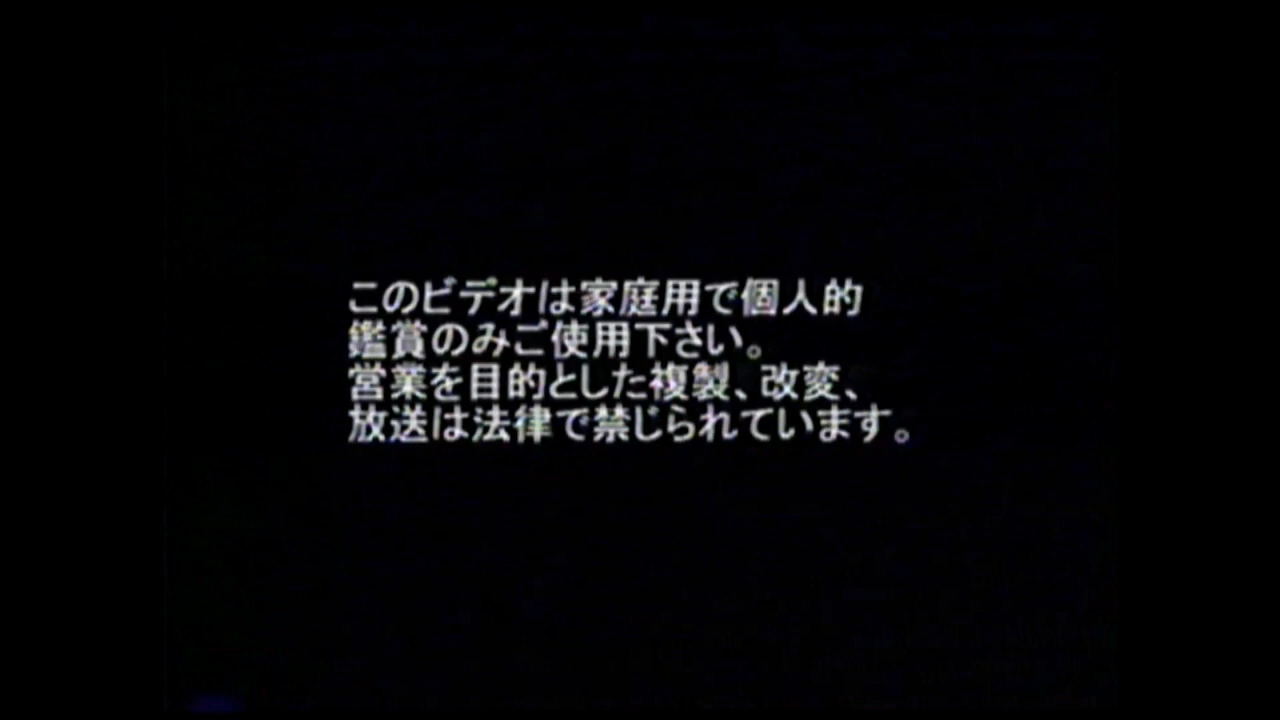 このビデオは家庭用で個人的
鑑賞のみご使用下さい。
営業を目的とした複製、改変、
放送は法律で禁じられています。